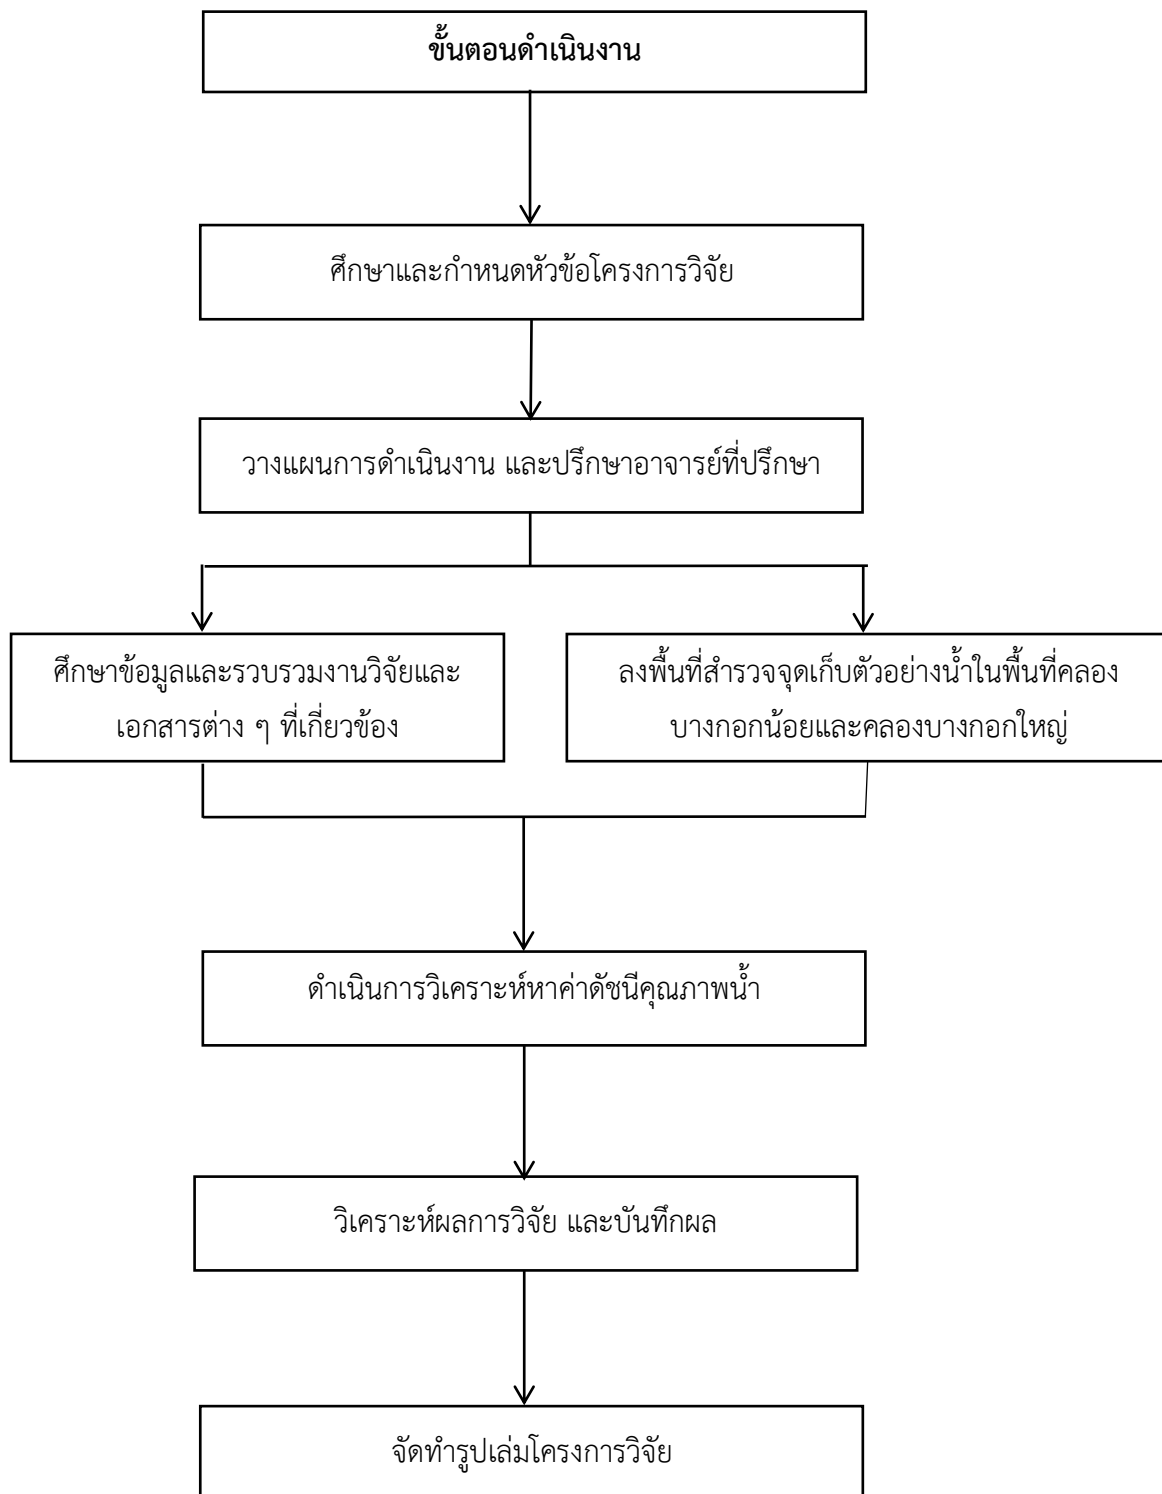 ขั้นตอนดำเนินงาน
ศึกษาและกำหนดหัวข้อโครงการวิจัย
วางแผนการดำเนินงาน และปรึกษาอาจารย์ที่ปรึกษา
ศึกษาข้อมูลและรวบรวมงานวิจัยและ
เอกสารต่าง ๆ ที่เกี่ยวข้อง
ลงพื้นที่สำรวจจุดเก็บตัวอย่างน้ำในพื้นที่คลอง
บางกอกน้อยและคลองบางกอกใหญ่
ดำเนินการวิเคราะห์หาค่าดัชนีคุณภาพน้ำ
วิเคราะห์ผลการวิจัย และบันทึกผล
จัดทำรูปเล่มโครงการวิจัย